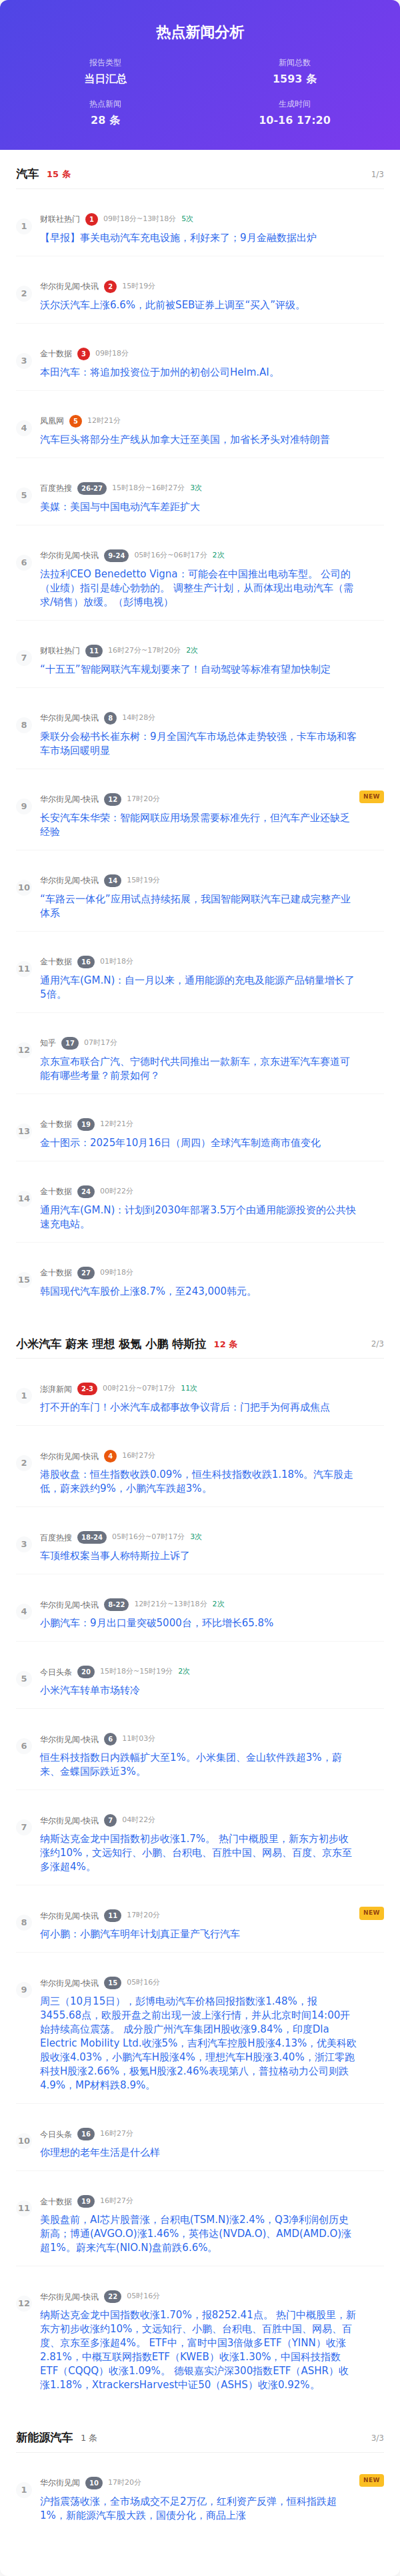 热点新闻分析
报告类型
当日汇总
新闻总数
1593 条
热点新闻
28 条
生成时间
10-16 17:20
汽车 15 条 1/3
1 财联社热门 1 09时18分~13时18分 5次
【早报】事关电动汽车充电设施，利好来了；9月金融数据出炉
2 华尔街见闻-快讯 2 15时19分
沃尔沃汽车上涨6.6%，此前被SEB证券上调至“买入”评级。
3 金十数据 3 09时18分
本田汽车：将追加投资位于加州的初创公司Helm.AI。
4 凤凰网 5 12时21分
汽车巨头将部分生产线从加拿大迁至美国，加省长矛头对准特朗普
5 百度热搜 26-27 15时18分~16时27分 3次
美媒：美国与中国电动汽车差距扩大
6 华尔街见闻-快讯 9-24 05时16分~06时17分 2次
法拉利CEO Benedetto Vigna：可能会在中国推出电动车型。 公司的
（业绩）指引是雄心勃勃的。 调整生产计划，从而体现出电动汽车（需
求/销售）放缓。（彭博电视）
7 财联社热门 11 16时27分~17时20分 2次
“十五五”智能网联汽车规划要来了！自动驾驶等标准有望加快制定
8 华尔街见闻-快讯 8 14时28分
乘联分会秘书长崔东树：9月全国汽车市场总体走势较强，卡车市场和客
车市场回暖明显
9 华尔街见闻-快讯 12 17时20分 NEW
长安汽车朱华荣：智能网联应用场景需要标准先行，但汽车产业还缺乏
经验
10 华尔街见闻-快讯 14 15时19分
“车路云一体化”应用试点持续拓展，我国智能网联汽车已建成完整产业
体系
11 金十数据 16 01时18分
通用汽车(GM.N)：自一月以来，通用能源的充电及能源产品销量增长了
5倍。
12 知乎 17 07时17分
京东宣布联合广汽、宁德时代共同推出一款新车，京东进军汽车赛道可
能有哪些考量？前景如何？
13 金十数据 19 12时21分
金十图示：2025年10月16日（周四）全球汽车制造商市值变化
14 金十数据 24 00时22分
通用汽车(GM.N)：计划到2030年部署3.5万个由通用能源投资的公共快
速充电站。
15 金十数据 27 09时18分
韩国现代汽车股价上涨8.7%，至243,000韩元。
小米汽车 蔚来 理想 极氪 小鹏 特斯拉 12 条 2/3
1 澎湃新闻 2-3 00时21分~07时17分 11次
打不开的车门！小米汽车成都事故争议背后：门把手为何再成焦点
2 华尔街见闻-快讯 4 16时27分
港股收盘：恒生指数收跌0.09%，恒生科技指数收跌1.18%。汽车股走
低，蔚来跌约9%，小鹏汽车跌超3%。
3 百度热搜 18-24 05时16分~07时17分 3次
车顶维权案当事人称特斯拉上诉了
4 华尔街见闻-快讯 8-22 12时21分~13时18分 2次
小鹏汽车：9月出口量突破5000台，环比增长65.8%
5 今日头条 20 15时18分~15时19分 2次
小米汽车转单市场转冷
6 华尔街见闻-快讯 6 11时03分
恒生科技指数日内跌幅扩大至1%。小米集团、金山软件跌超3%，蔚
来、金蝶国际跌近3%。
7 华尔街见闻-快讯 7 04时22分
纳斯达克金龙中国指数初步收涨1.7%。 热门中概股里，新东方初步收
涨约10%，文远知行、小鹏、台积电、百胜中国、网易、百度、京东至
多涨超4%。
8 华尔街见闻-快讯 11 17时20分 NEW
何小鹏：小鹏汽车明年计划真正量产飞行汽车
9 华尔街见闻-快讯 15 05时16分
周三（10月15日），彭博电动汽车价格回报指数涨1.48%，报
3455.68点，欧股开盘之前出现一波上涨行情，并从北京时间14:00开
始持续高位震荡。 成分股广州汽车集团H股收涨9.84%，印度Ola
Electric Mobility Ltd.收涨5%，吉利汽车控股H股涨4.13%，优美科欧
股收涨4.03%，小鹏汽车H股涨4%，理想汽车H股涨3.40%，浙江零跑
科技H股涨2.66%，极氪H股涨2.46%表现第八，普拉格动力公司则跌
4.9%，MP材料跌8.9%。
10 今日头条 16 16时27分
你理想的老年生活是什么样
11 金十数据 19 16时27分
美股盘前，AI芯片股普涨，台积电(TSM.N)涨2.4%，Q3净利润创历史
新高；博通(AVGO.O)涨1.46%，英伟达(NVDA.O)、AMD(AMD.O)涨
超1%。蔚来汽车(NIO.N)盘前跌6.6%。
12 华尔街见闻-快讯 22 05时16分
纳斯达克金龙中国指数收涨1.70%，报8252.41点。 热门中概股里，新
东方初步收涨约10%，文远知行、小鹏、台积电、百胜中国、网易、百
度、京东至多涨超4%。 ETF中，富时中国3倍做多ETF（YINN）收涨
2.81%，中概互联网指数ETF（KWEB）收涨1.30%，中国科技指数
ETF（CQQQ）收涨1.09%。 德银嘉实沪深300指数ETF（ASHR）收
涨1.18%，XtrackersHarvest中证50（ASHS）收涨0.92%。
新能源汽车 1 条 3/3
1 华尔街见闻 10 17时20分 NEW
沪指震荡收涨，全市场成交不足2万亿，红利资产反弹，恒科指跌超
1%，新能源汽车股大跌，国债分化，商品上涨